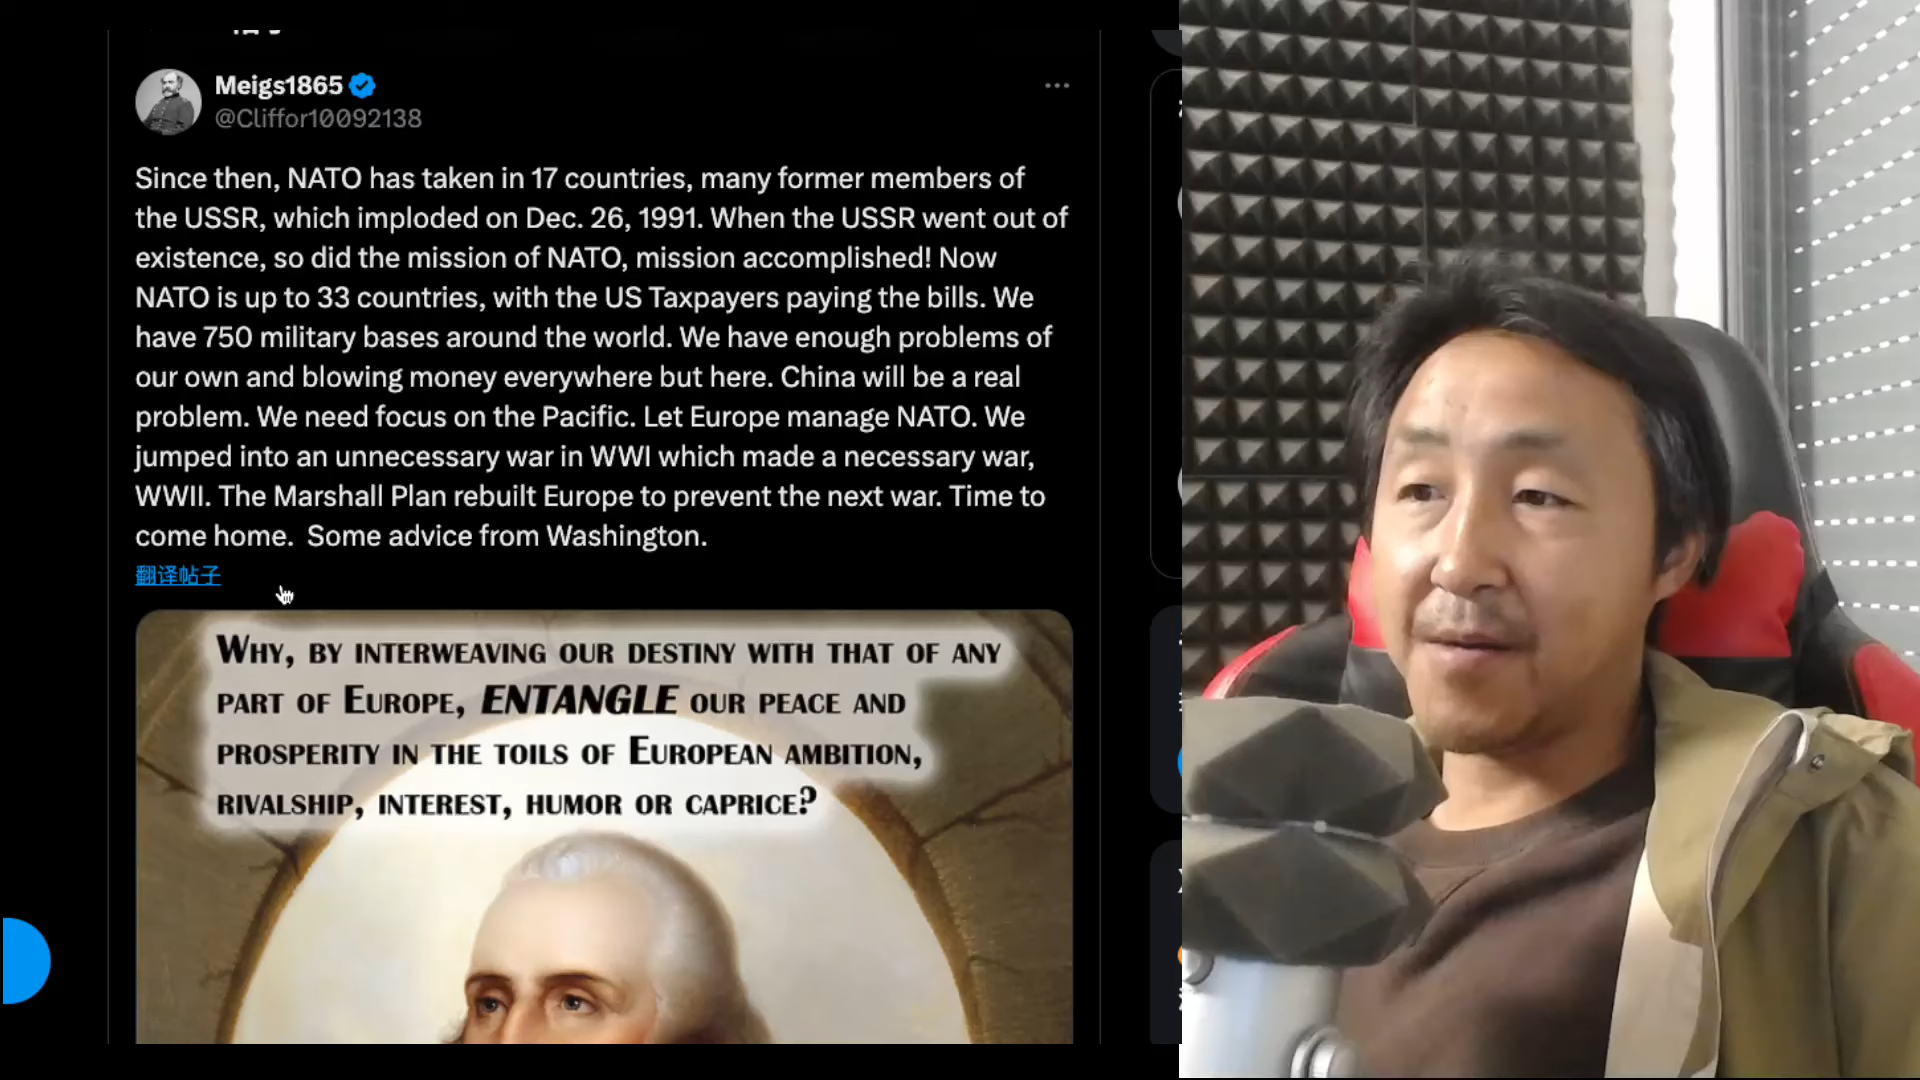 Meigs1865
@Cliffor10092138
Since then, NATO has taken in 17 countries, many former members of
the USSR, which imploded on Dec. 26, 1991. When the USSR went out of
existence, so did the mission of NATO, mission accomplished! Now
NATO is up to 33 countries, with the US Taxpayers paying the bills. We
have 750 military bases around the world. We have enough problems of
our own and blowing money everywhere but here. China will be a real
problem. We need focus on the Pacific. Let Europe manage NATO. We
jumped into an unnecessary war in WWI which made a necessary war,
WWII. The Marshall Plan rebuilt Europe to prevent the next war. Time to
come home.  Some advice from Washington.
翻译帖子
WHY, BY INTERWEAVING OUR DESTINY WITH THAT OF ANY
PART OF EUROPE, ENTANGLE OUR PEACE AND
PROSPERITY IN THE TOILS OF EUROPEAN AMBITION,
RIVALSHIP, INTEREST, HUMOR OR CAPRICE?